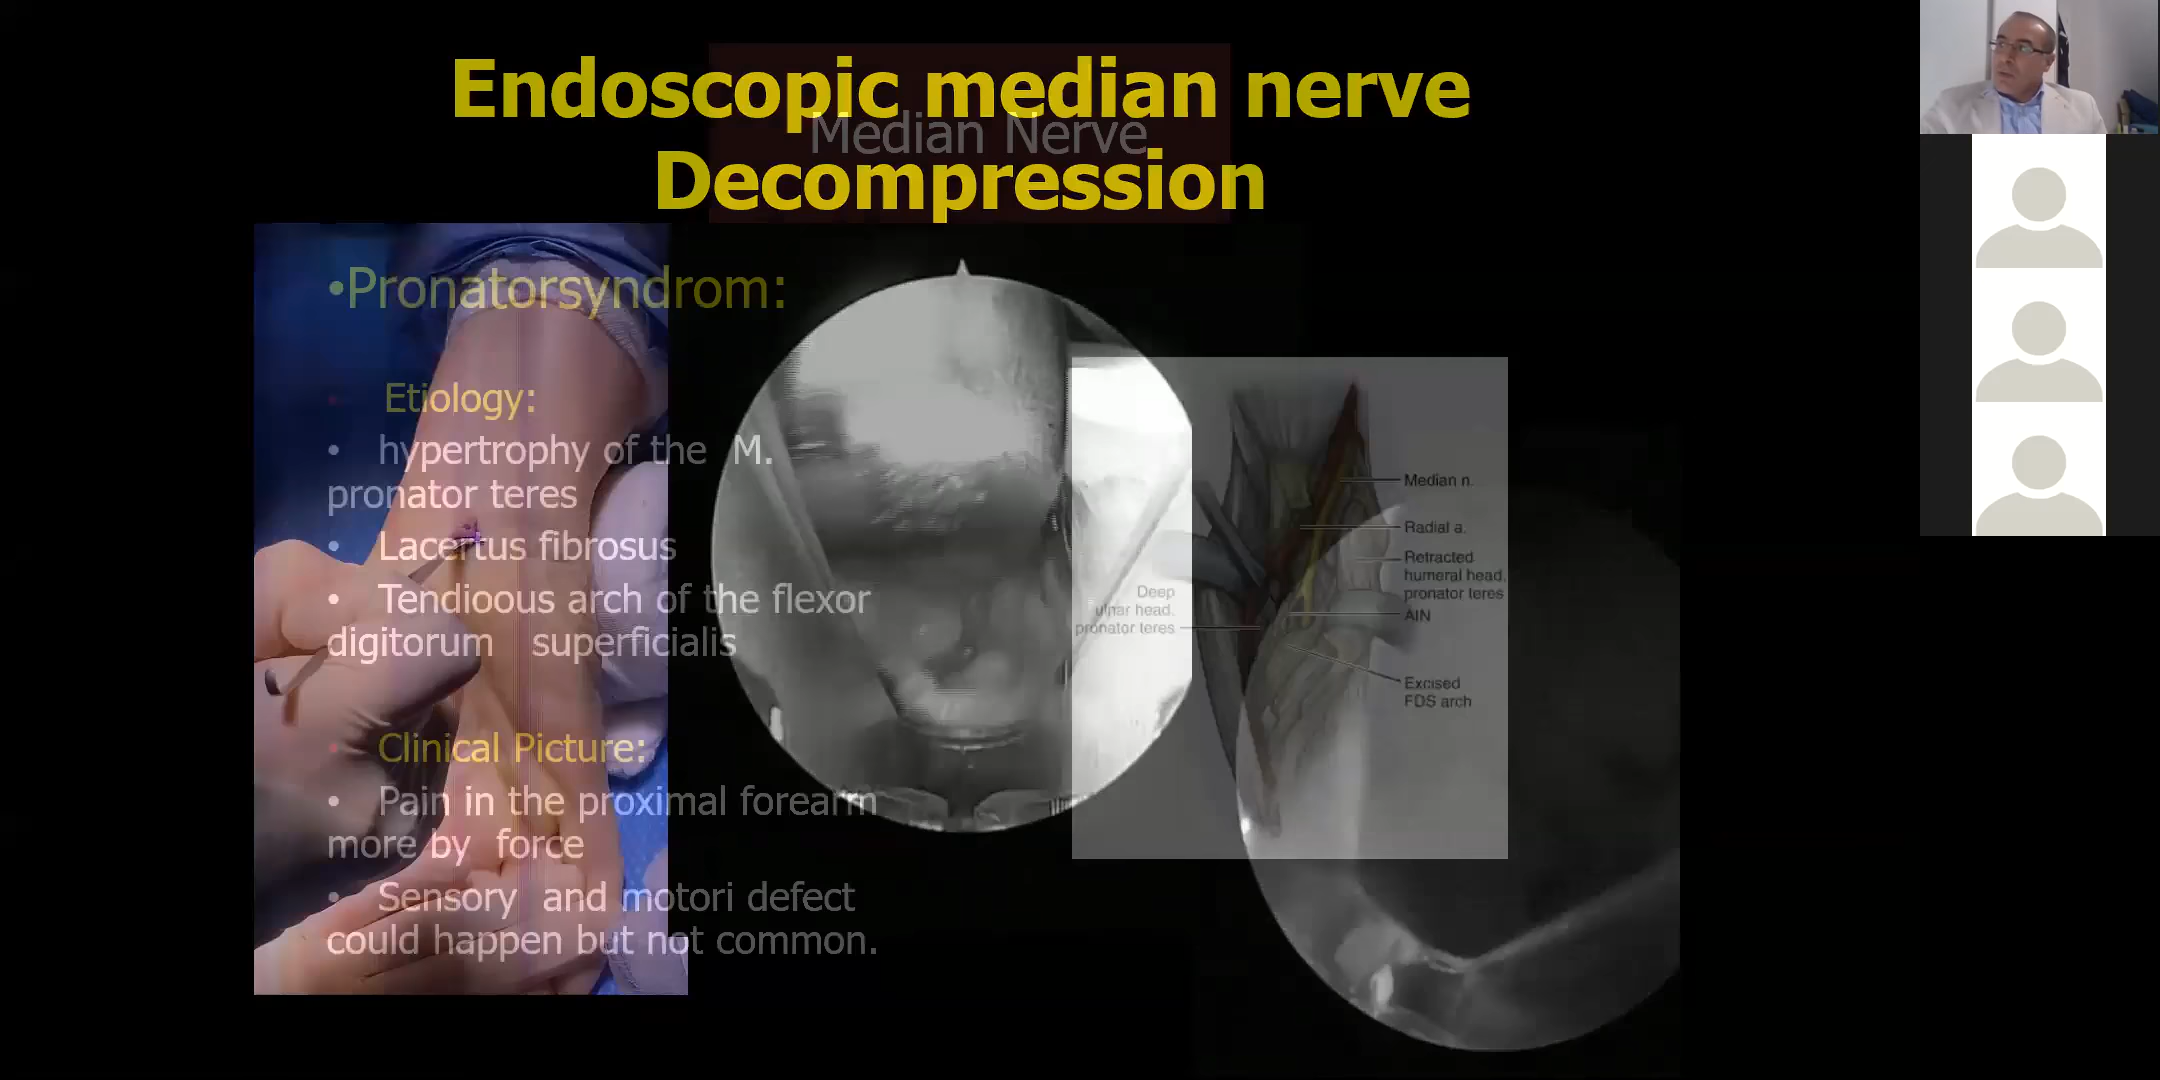 Endoscopic median nerve
Median Nerve
Decompression
•Pronatorsyndrom:
• Etiology:
• hypertrophy of the M.
pronator teres
• Lacertus fibrosus
• Tendioous arch of the flexor
digitorum superficialis
• Clinical Picture:
• Pain in the proximal forearm
more by force
• Sensory and motori defect
could happen but not common.
Median n.
Radial a.
Retracted
humeral head,
pronator teres
AIN
Deep
ulnar head,
pronator teres
Excised
FDS arch